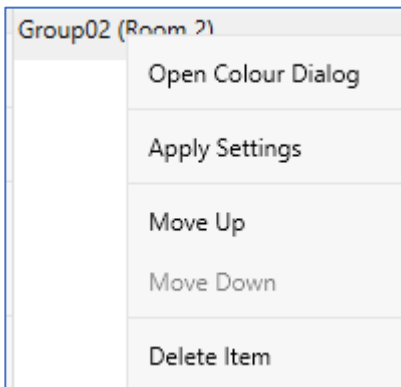 Group02 (Room 2)
Open Colour Dialog
Apply Settings
Move Up
Move Down
Delete Item